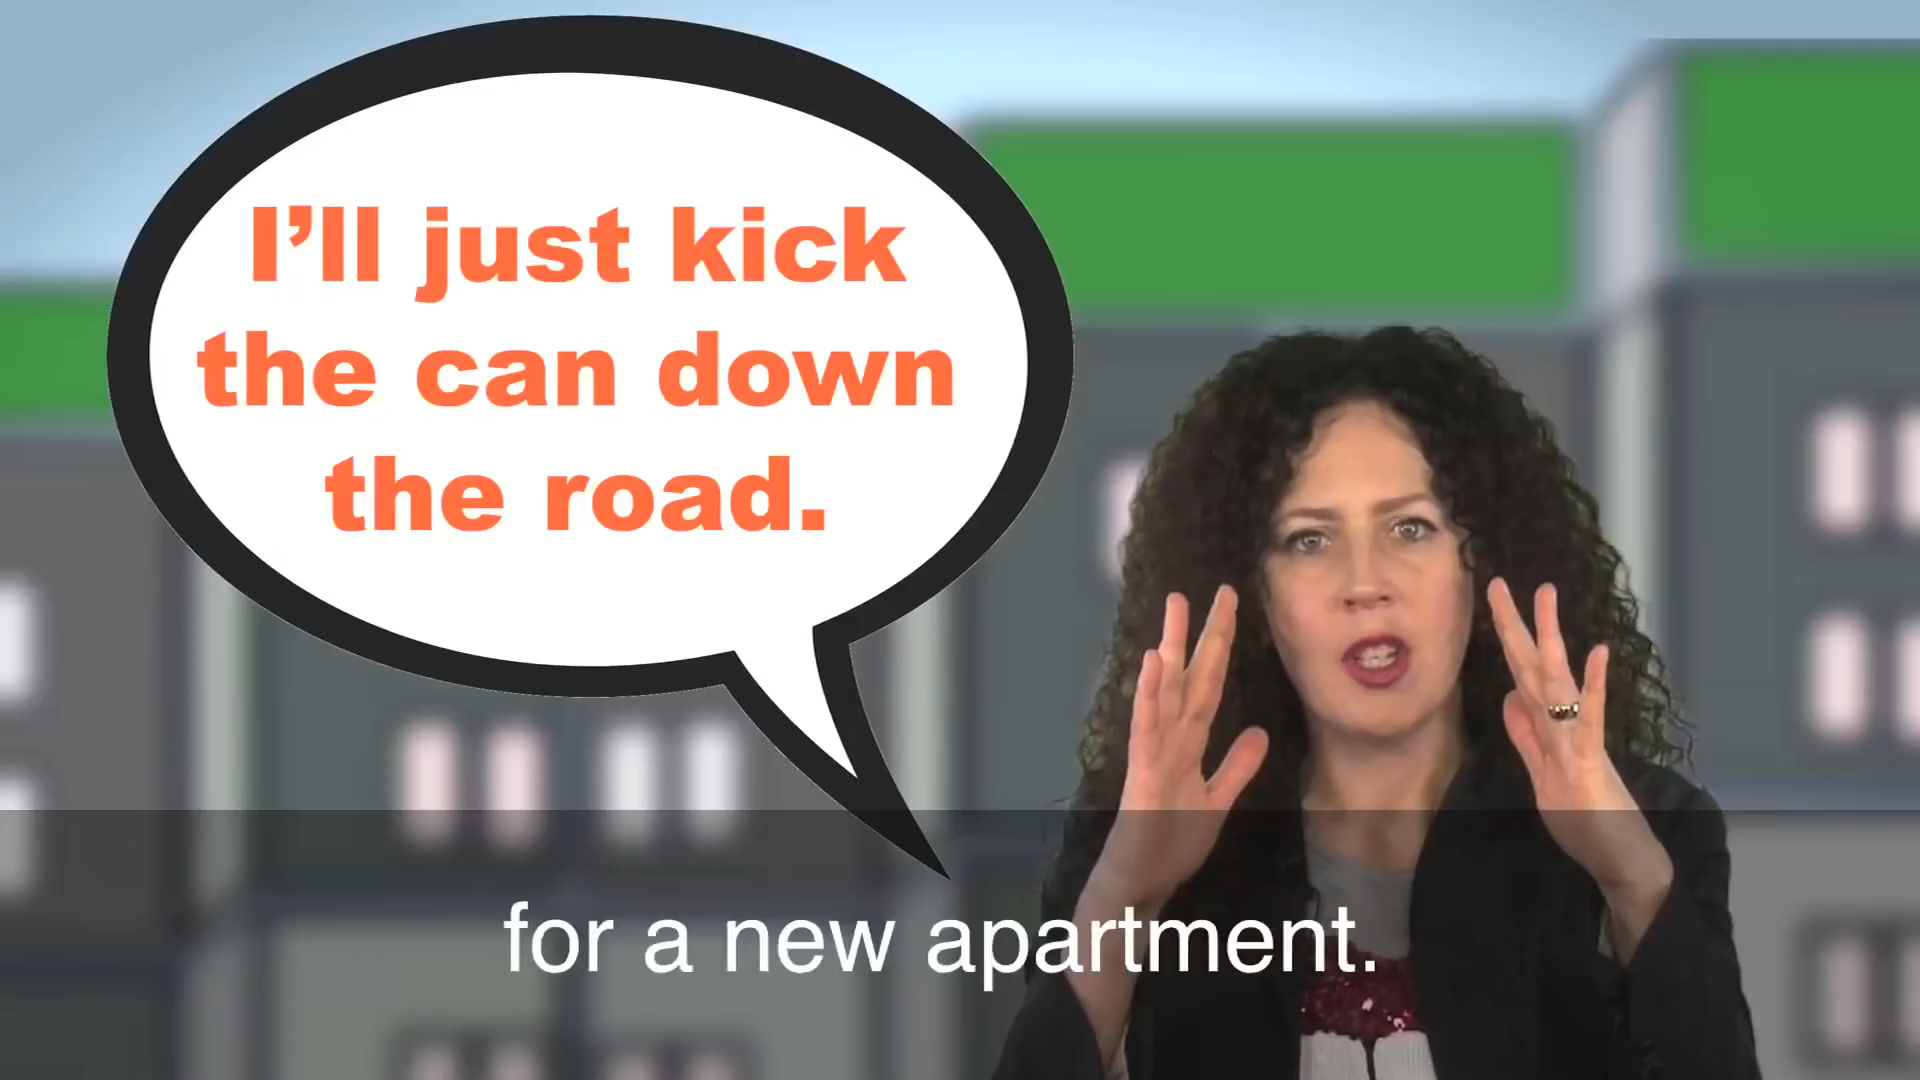 I’ll just kick
the can down
the road.
for a new apartment.